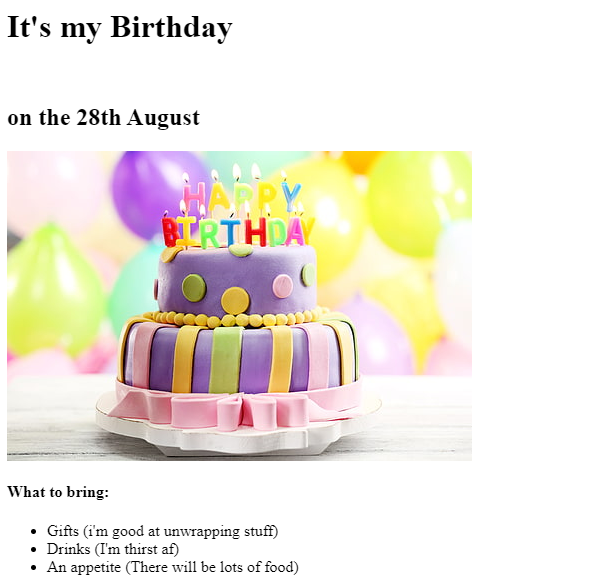 It's my Birthday
on the 28th August
HAPPY
BIRTHDAY
What to bring:
Gifts (i'm good at unwrapping stuff)
Drinks (I'm thirst af)
An appetite (There will be lots of food)